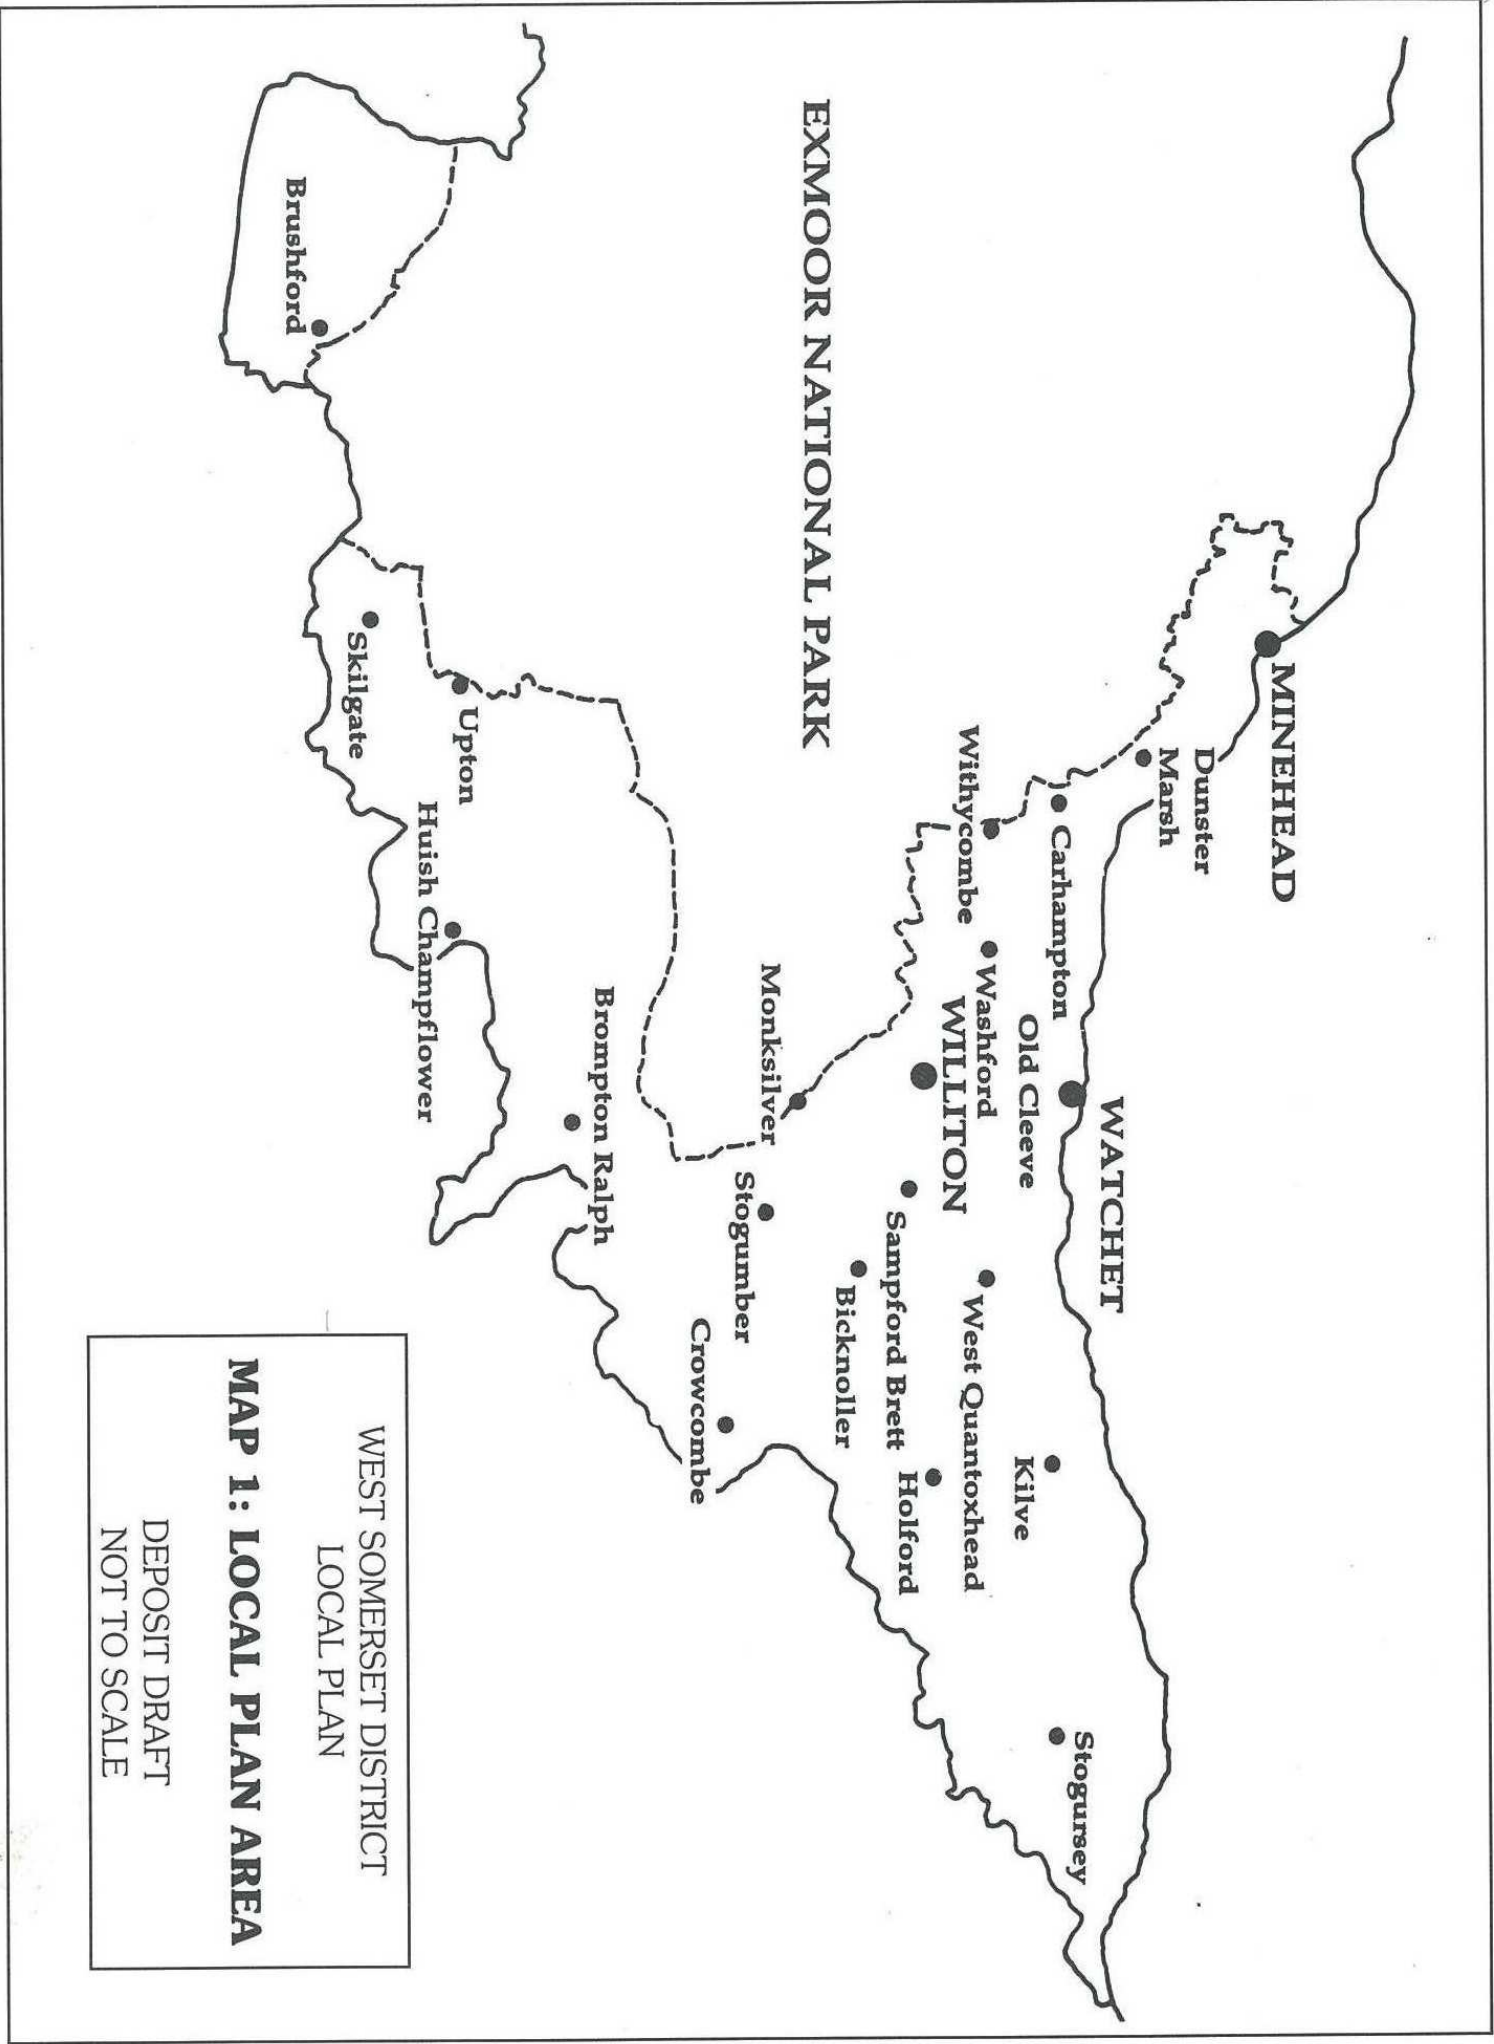 MINEHEAD
Dunster
Marsh
WATCHET
Carhampton
Old Cleeve
Stogursey
Kilve
Withycombe
Washford
WILLITON
West Quantoxhead
Sampford Brett
Holford
Bicknoller
EXMOOR NATIONAL PARK
Monksilver
Stogumber
Crowcombe
Brompton Ralph
Upton
Huish Champflower
Skilgate
Brushford
WEST SOMERSET DISTRICT
LOCAL PLAN
MAP 1: LOCAL PLAN AREA
DEPOSIT DRAFT
NOT TO SCALE